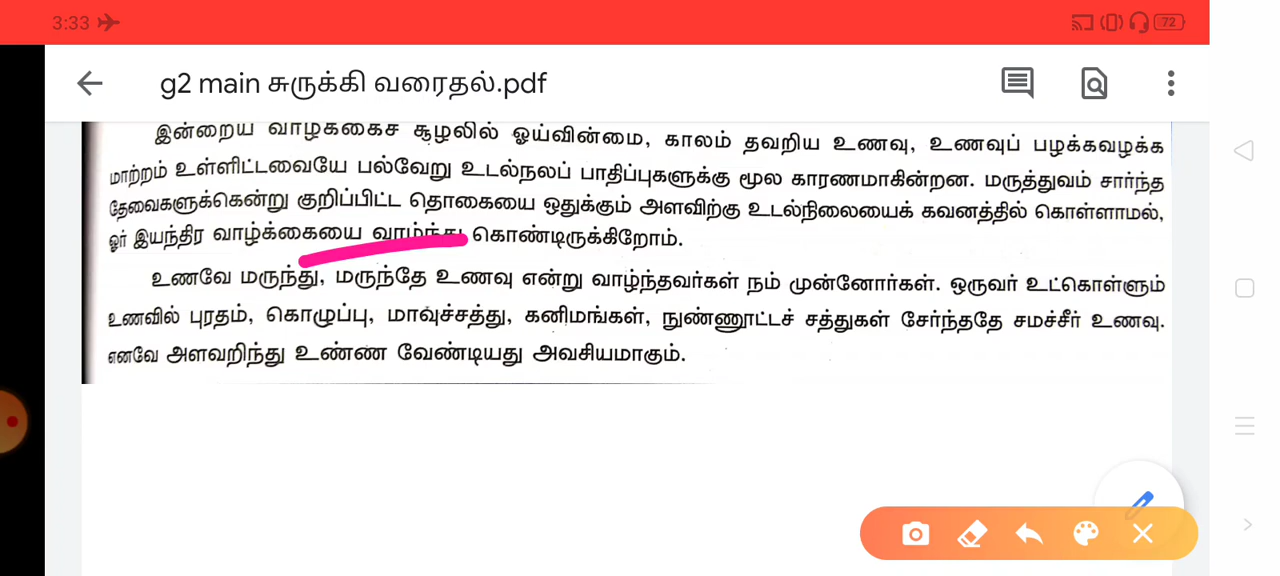 3:33
72
g2 main சுருக்கி வரைதல்.pdf
இன்றைய வாழ்க்கைச் சூழலில் ஓய்வின்மை, காலம் தவறிய உணவு, உணவுப் பழக்கவழக்க
மாற்றம் உள்ளிட்டவையே பல்வேறு உடல்நலப் பாதிப்புகளுக்கு மூல காரணமாகின்றன. மருத்துவம் சார்ந்த
தேவைகளுக்கென்று குறிப்பிட்ட தொகையை ஒதுக்கும் அளவிற்கு உடல்நிலையைக் கவனத்தில் கொள்ளாமல்,
ஓர் இயந்திர வாழ்க்கையை வாழ்ந்து கொண்டிருக்கிறோம்.
உணவே மருந்து, மருந்தே உணவு என்று வாழ்ந்தவர்கள் நம் முன்னோர்கள். ஒருவர் உட்கொள்ளும்
உணவில் புரதம், கொழுப்பு, மாவுச்சத்து, கனிமங்கள், நுண்ணூட்டச் சத்துகள் சேர்ந்ததே சமச்சீர் உணவு.
எனவே அளவறிந்து உண்ண வேண்டியது அவசியமாகும்.